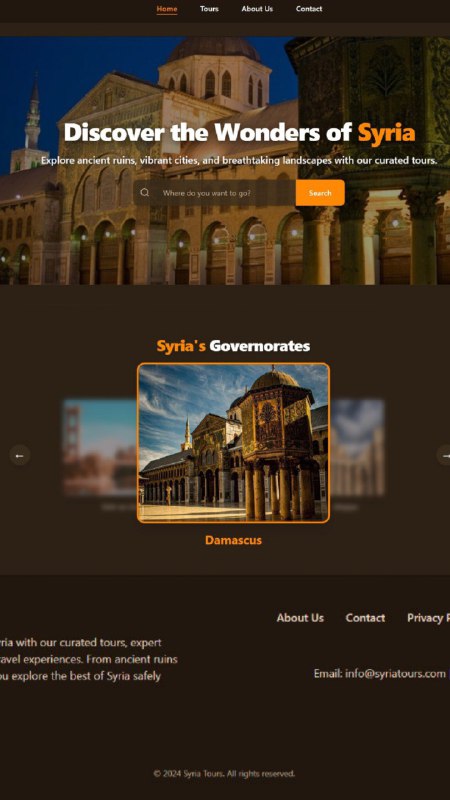 Home Tours About Us Contact
Discover the Wonders of Syria
Explore ancient ruins, vibrant cities, and breathtaking landscapes with our curated tours.
Where do you want to go? Search
Syria's Governorates
← →
Damascus
About Us Contact Privacy P
ria with our curated tours, expert
avel experiences. From ancient ruins
ou explore the best of Syria safely
Email: info@syriatours.com
© 2024 Syria Tours. All rights reserved.